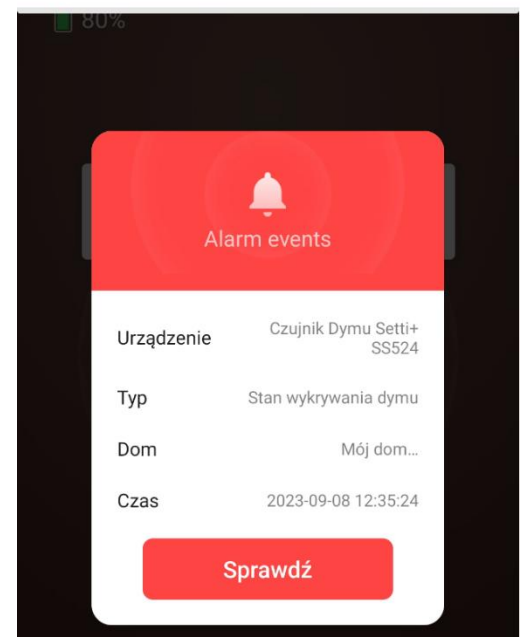 80%
Alarm events
Urządzenie
Czujnik Dymu Setti+
SS524
Typ
Stan wykrywania dymu
Dom
Mój dom...
Czas
2023-09-08 12:35:24
Sprawdź